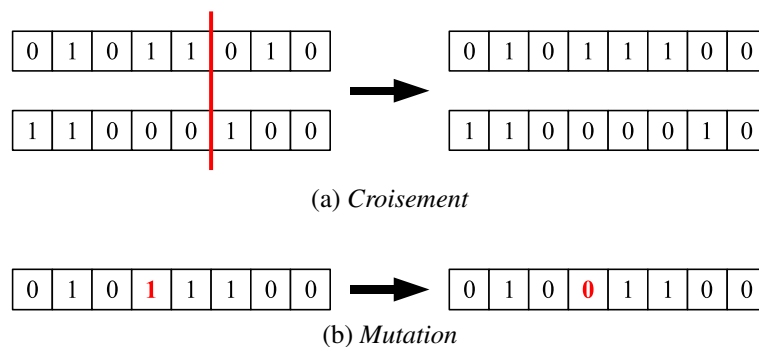 0 1 0 1 1 0 1 0 0 1 0 1 1 1 0 0
1 1 0 0 0 1 0 0 1 1 0 0 0 0 1 0
(a) Croisement
0 1 0 1 1 1 0 0 0 1 0 0 1 1 0 0
(b) Mutation